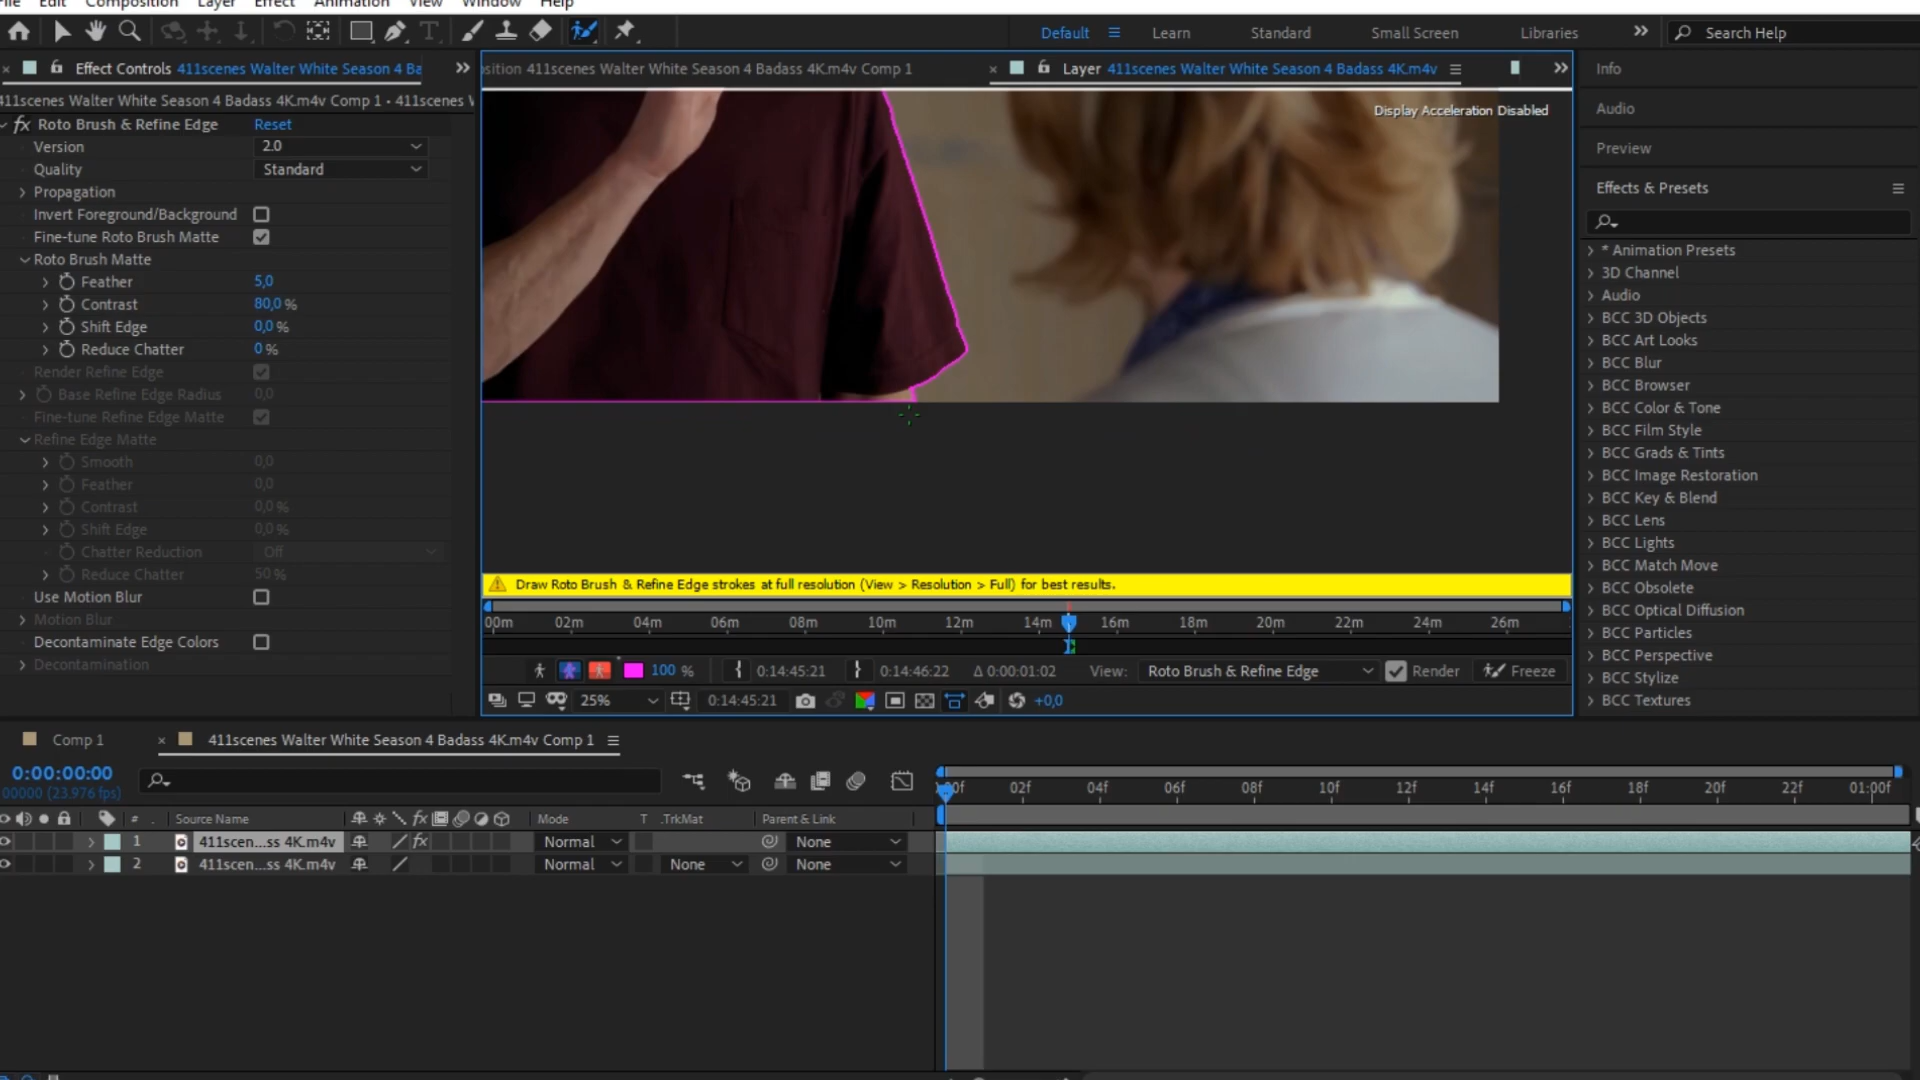 File Edit Composition Layer Effect Animation View Window Help
Default Learn Standard Small Screen Libraries Search Help
Effect Controls 411scenes Walter White Season 4 Ba
411scenes Walter White Season 4 Badass 4K.m4v Comp 1 • 411scenes
fx Roto Brush & Refine Edge Reset
Version 2.0
Quality Standard
Propagation
Invert Foreground/Background
Fine-tune Roto Brush Matte
Roto Brush Matte
Feather 5,0
Contrast 80,0 %
Shift Edge 0,0 %
Reduce Chatter 0 %
Render Refine Edge
Base Refine Edge Radius 0,0
Fine-tune Refine Edge Matte
Refine Edge Matte
Smooth 0,0
Feather 0,0
Contrast 0,0 %
Shift Edge 0,0 %
Chatter Reduction Off
Reduce Chatter 50 %
Use Motion Blur
Motion Blur
Decontaminate Edge Colors
Decontamination
sition 411scenes Walter White Season 4 Badass 4K.m4v Comp 1
Layer 411scenes Walter White Season 4 Badass 4K.m4v
Display Acceleration Disabled
Draw Roto Brush & Refine Edge strokes at full resolution (View > Resolution > Full) for best results.
00m 02m 04m 06m 08m 10m 12m 14m 16m 18m 20m 22m 24m 26m
100 % 0:14:45:21 0:14:46:22 Δ 0:00:01:02 View: Roto Brush & Refine Edge Render Freeze
25% 0:14:45:21 +0,0
Info
Audio
Preview
Effects & Presets
* Animation Presets
3D Channel
Audio
BCC 3D Objects
BCC Art Looks
BCC Blur
BCC Browser
BCC Color & Tone
BCC Film Style
BCC Grads & Tints
BCC Image Restoration
BCC Key & Blend
BCC Lens
BCC Lights
BCC Match Move
BCC Obsolete
BCC Optical Diffusion
BCC Particles
BCC Perspective
BCC Stylize
BCC Textures
Comp 1 411scenes Walter White Season 4 Badass 4K.m4v Comp 1
0:00:00:00
00000 (23.976 fps)
:00f 02f 04f 06f 08f 10f 12f 14f 16f 18f 20f 22f 01:00f
# Source Name fx Mode T .TrkMat Parent & Link
1 411scen...ss 4K.m4v fx Normal None
2 411scen...ss 4K.m4v Normal None None